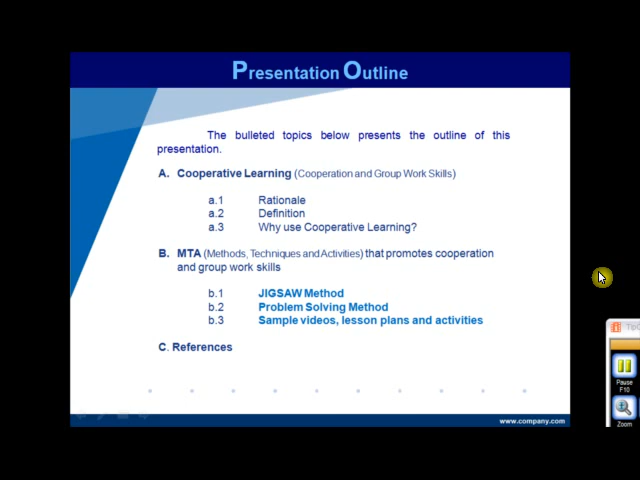 Presentation Outline
The bulleted topics below presents the outline of this
presentation.
A. Cooperative Learning (Cooperation and Group Work Skills)
a.1 Rationale
a.2 Definition
a.3 Why use Cooperative Learning?
B. MTA (Methods, Techniques and Activities) that promotes cooperation
and group work skills
b.1 JIGSAW Method
b.2 Problem Solving Method
b.3 Sample videos, lesson plans and activities
C. References
www.company.com
Pause
F10
Zoom